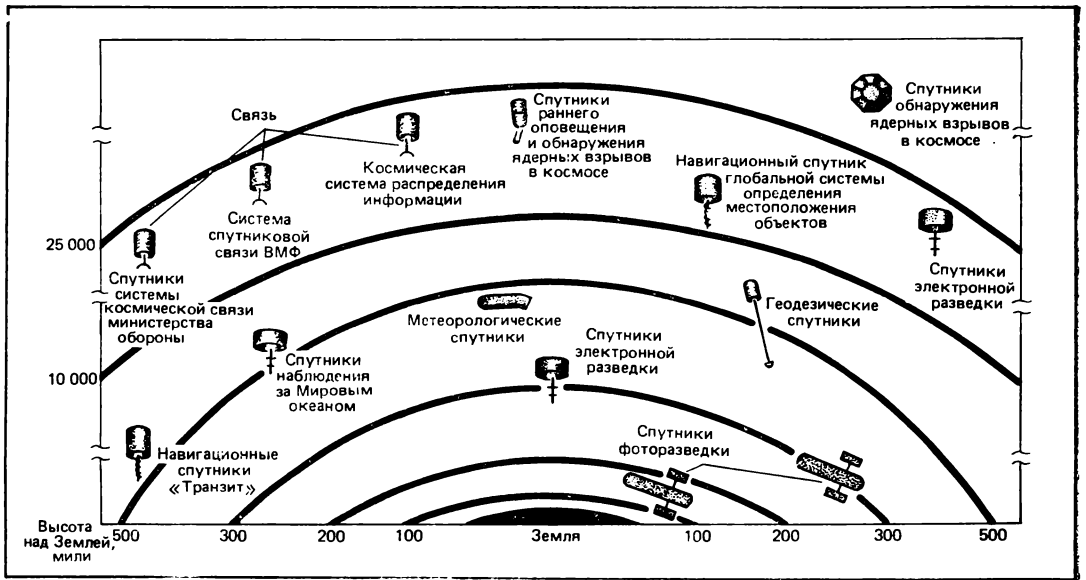 Связь
Спутники
раннего
оповещения
и обнаружения
ядерных взрывов
в космосе
Спутники
обнаружения
ядерных взрывов
в космосе
Космическая
система распределения
информации
Навигационный спутник
глобальной системы
определения
местоположения
объектов
Система
спутниковой
связи ВМФ
25 000
Спутники
системы
космической связи
министерства
обороны
Спутники
электронной
разведки
Метеорологические
спутники
Геодезические
спутники
10 000
Спутники
наблюдения
за Мировым
океаном
Спутники
электронной
разведки
Навигационные
спутники
«Транзит»
Спутники
фоторазведки
Высота
над Землей,
мили
500 300 200 100 Земля 100 200 300 500